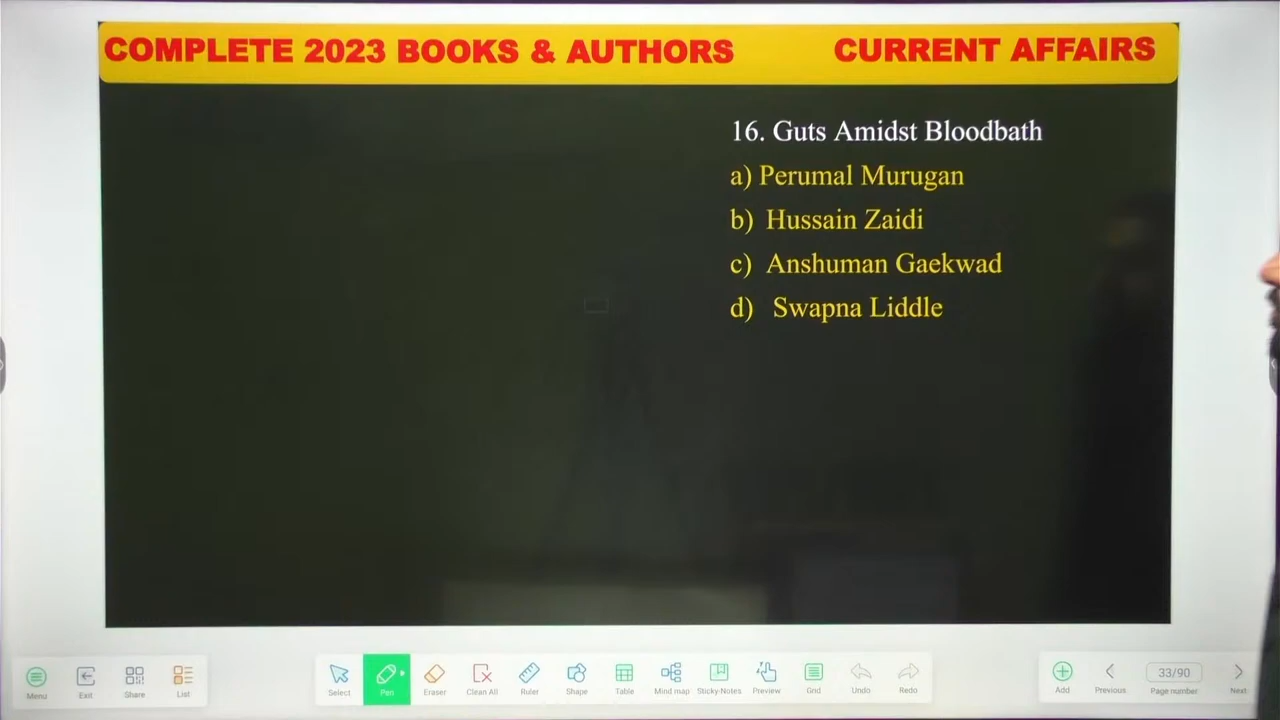 COMPLETE 2023 BOOKS & AUTHORS CURRENT AFFAIRS
16. Guts Amidst Bloodbath
a) Perumal Murugan
b) Hussain Zaidi
c) Anshuman Gaekwad
d) Swapna Liddle
Menu Exit Share List Select Pen Eraser Clean All Ruler Shape Table Mind map Sticky-Notes Preview Grid Undo Redo Add Previous 33/90 Page number Next